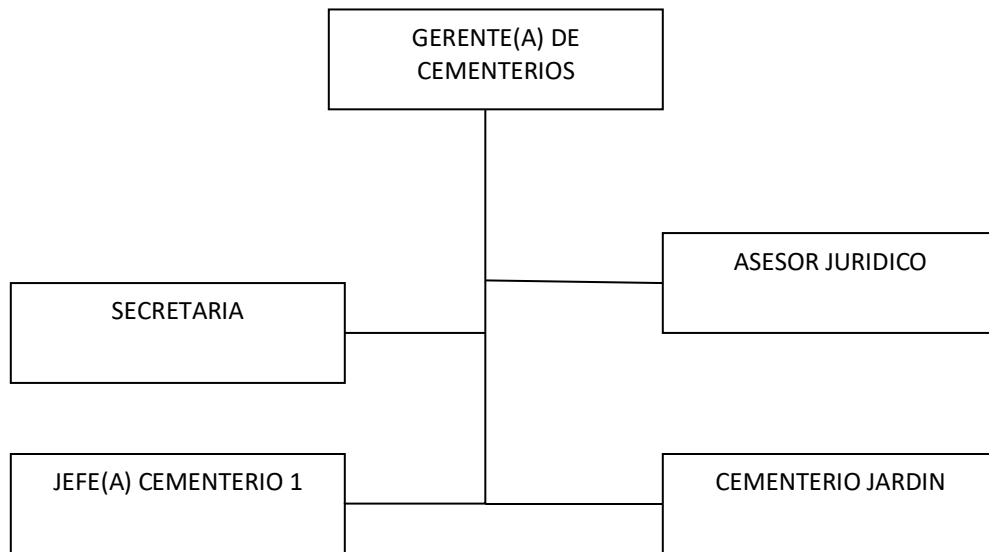 GERENTE(A) DE
CEMENTERIOS
ASESOR JURIDICO
SECRETARIA
JEFE(A) CEMENTERIO 1
CEMENTERIO JARDIN